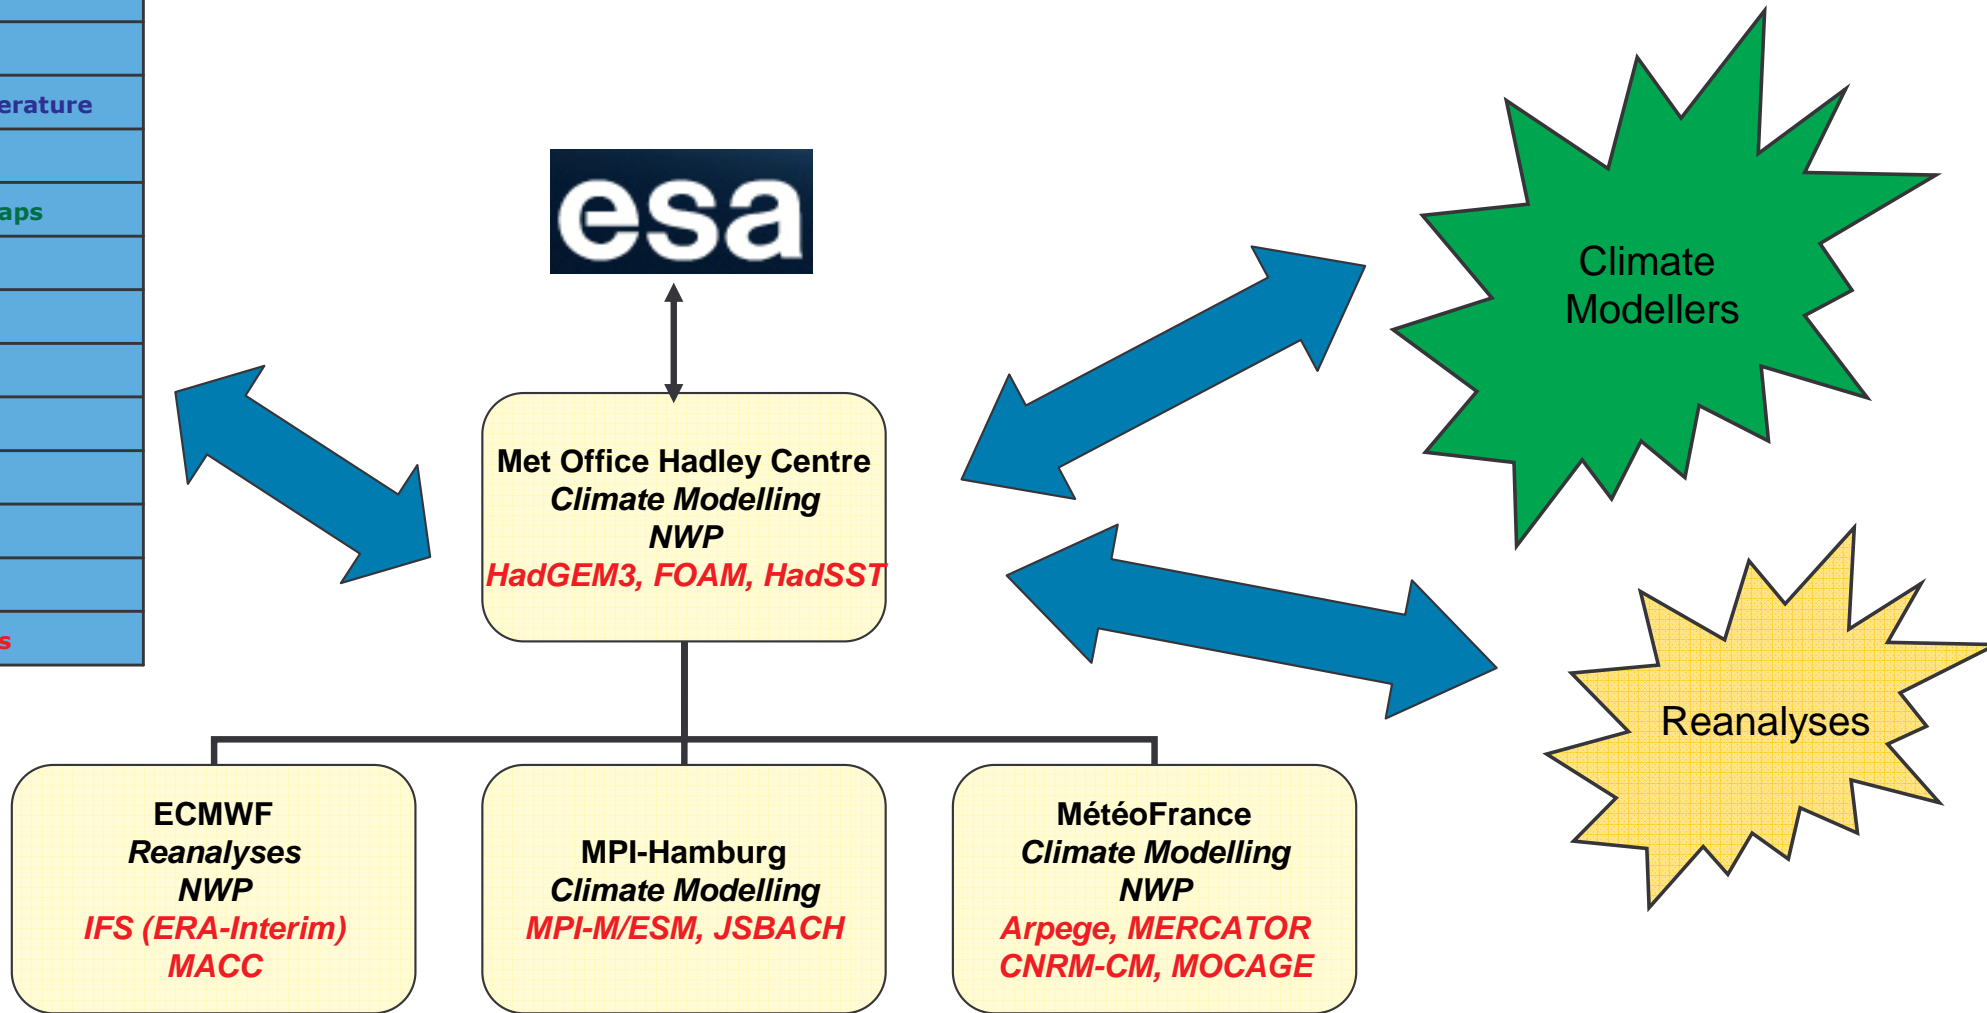 erature
aps
s
esa
Met Office Hadley Centre
Climate Modelling
NWP
HadGEM3, FOAM, HadSST
Climate
Modellers
Reanalyses
ECMWF
Reanalyses
NWP
IFS (ERA-Interim)
MACC
MPI-Hamburg
Climate Modelling
MPI-M/ESM, JSBACH
MétéoFrance
Climate Modelling
NWP
Arpege, MERCATOR
CNRM-CM, MOCAGE